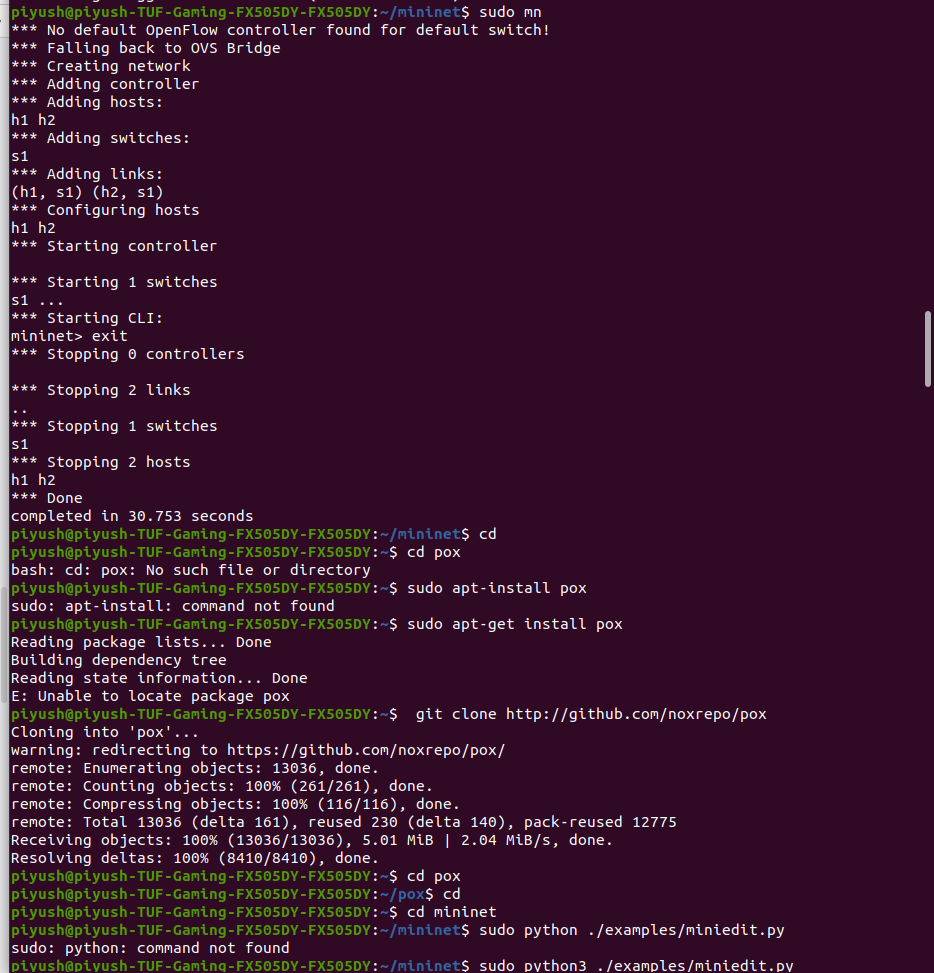 piyush@piyush-TUF-Gaming-FX505DY-FX505DY:~/mininet$ sudo mn
*** No default OpenFlow controller found for default switch!
*** Falling back to OVS Bridge
*** Creating network
*** Adding controller
*** Adding hosts:
h1 h2
*** Adding switches:
s1
*** Adding links:
(h1, s1) (h2, s1)
*** Configuring hosts
h1 h2
*** Starting controller

*** Starting 1 switches
s1 ...
*** Starting CLI:
mininet> exit
*** Stopping 0 controllers

*** Stopping 2 links
..
*** Stopping 1 switches
s1
*** Stopping 2 hosts
h1 h2
*** Done
completed in 30.753 seconds
piyush@piyush-TUF-Gaming-FX505DY-FX505DY:~/mininet$ cd
piyush@piyush-TUF-Gaming-FX505DY-FX505DY:~$ cd pox
bash: cd: pox: No such file or directory
piyush@piyush-TUF-Gaming-FX505DY-FX505DY:~$ sudo apt-install pox
sudo: apt-install: command not found
piyush@piyush-TUF-Gaming-FX505DY-FX505DY:~$ sudo apt-get install pox
Reading package lists... Done
Building dependency tree
Reading state information... Done
E: Unable to locate package pox
piyush@piyush-TUF-Gaming-FX505DY-FX505DY:~$  git clone http://github.com/noxrepo/pox
Cloning into 'pox'...
warning: redirecting to https://github.com/noxrepo/pox/
remote: Enumerating objects: 13036, done.
remote: Counting objects: 100% (261/261), done.
remote: Compressing objects: 100% (116/116), done.
remote: Total 13036 (delta 161), reused 230 (delta 140), pack-reused 12775
Receiving objects: 100% (13036/13036), 5.01 MiB | 2.04 MiB/s, done.
Resolving deltas: 100% (8410/8410), done.
piyush@piyush-TUF-Gaming-FX505DY-FX505DY:~$ cd pox
piyush@piyush-TUF-Gaming-FX505DY-FX505DY:~/pox$ cd
piyush@piyush-TUF-Gaming-FX505DY-FX505DY:~$ cd mininet
piyush@piyush-TUF-Gaming-FX505DY-FX505DY:~/mininet$ sudo python ./examples/miniedit.py
sudo: python: command not found
piyush@piyush-TUF-Gaming-FX505DY-FX505DY:~/mininet$ sudo python3 ./examples/miniedit.py